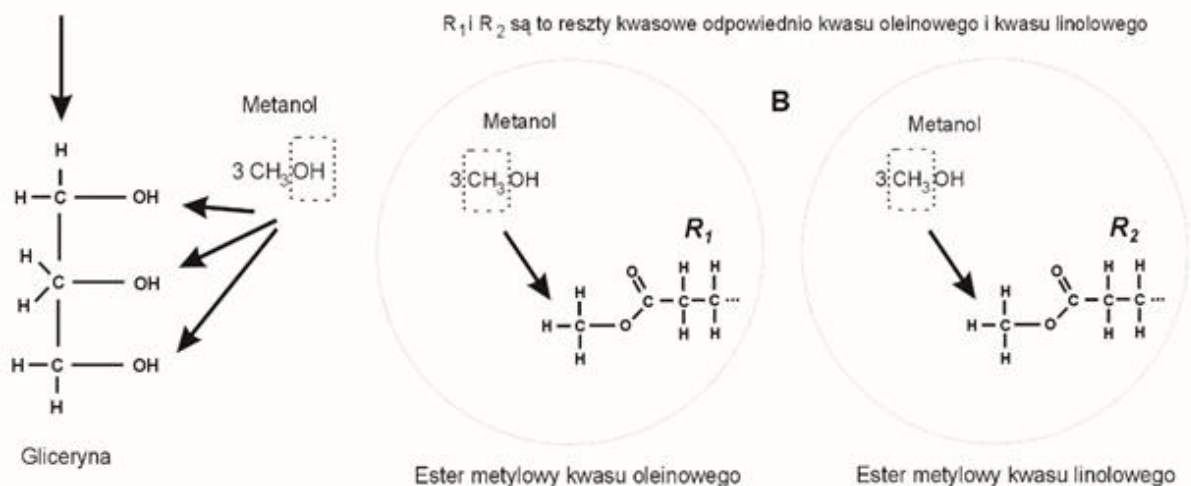 R₁ i R₂ są to reszty kwasowe odpowiednio kwasu oleinowego i kwasu linolowego
Metanol
3 CH₃OH
H
H C OH
H
C OH
H
H C OH
H
Gliceryna
Metanol
3 CH₃OH
R₁
O H H
H
H C O C C C ...
H H H
Ester metylowy kwasu oleinowego
B
Metanol
3 CH₃OH
R₂
O H H
H
H C O C C C ...
H H H
Ester metylowy kwasu linolowego